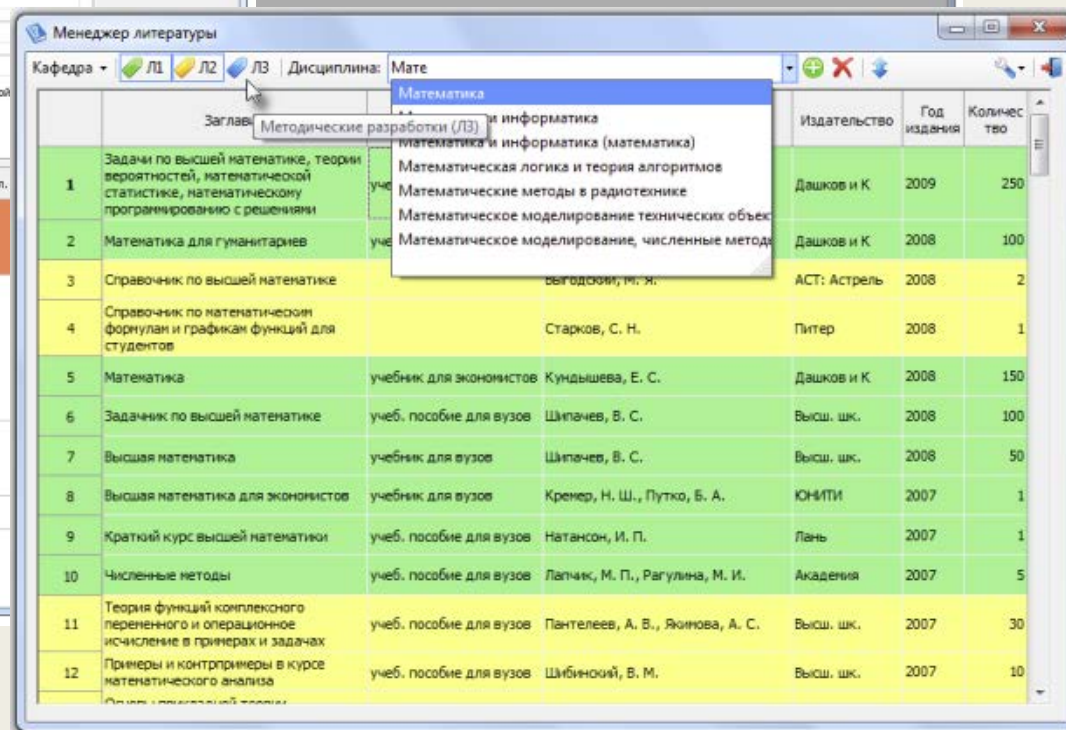 Менеджер литературы
Кафедра Л1 Л2 Л3 Дисциплина: Мате
Математика
и информатика
Математика и информатика (математика)
Математическая логика и теория алгоритмов
Математические методы в радиотехнике
Математическое моделирование технических объек
Математическое моделирование, численные методы
Методические разработки (Л3)
Заглави Издательство Год издания Количес
тво
1 Задачи по высшей математике, теории
вероятностей, математической
статистике, математическому
программированию с решениями
уче Дашков и К 2009 250
2 Математика для гуманитариев уче Дашков и К 2008 100
3 Справочник по высшей математике Выгодский, М. Я. АСТ: Астрель 2008 2
4 Справочник по математическим
формулам и графикам функций для
студентов
Старков, С. Н. Питер 2008 1
5 Математика учебник для экономистов Кундышева, Е. С. Дашков и К 2008 150
6 Задачник по высшей математике учеб. пособие для вузов Шипачев, В. С. Высш. шк. 2008 100
7 Высшая математика учебник для вузов Шипачев, В. С. Высш. шк. 2008 50
8 Высшая математика для экономистов учебник для вузов Кремер, Н. Ш., Путко, Б. А. ЮНИТИ 2007 1
9 Краткий курс высшей математики учеб. пособие для вузов Натансон, И. П. Лань 2007 1
10 Численные методы учеб. пособие для вузов Лапчик, М. П., Рагулина, М. И. Академия 2007 5
11 Теория функций комплексного
переменного и операционное
исчисление в примерах и задачах
учеб. пособие для вузов Пантелеев, А. В., Якимова, А. С. Высш. шк. 2007 30
12 Примеры и контрпримеры в курсе
математического анализа
учеб. пособие для вузов Шибинский, В. М. Высш. шк. 2007 10